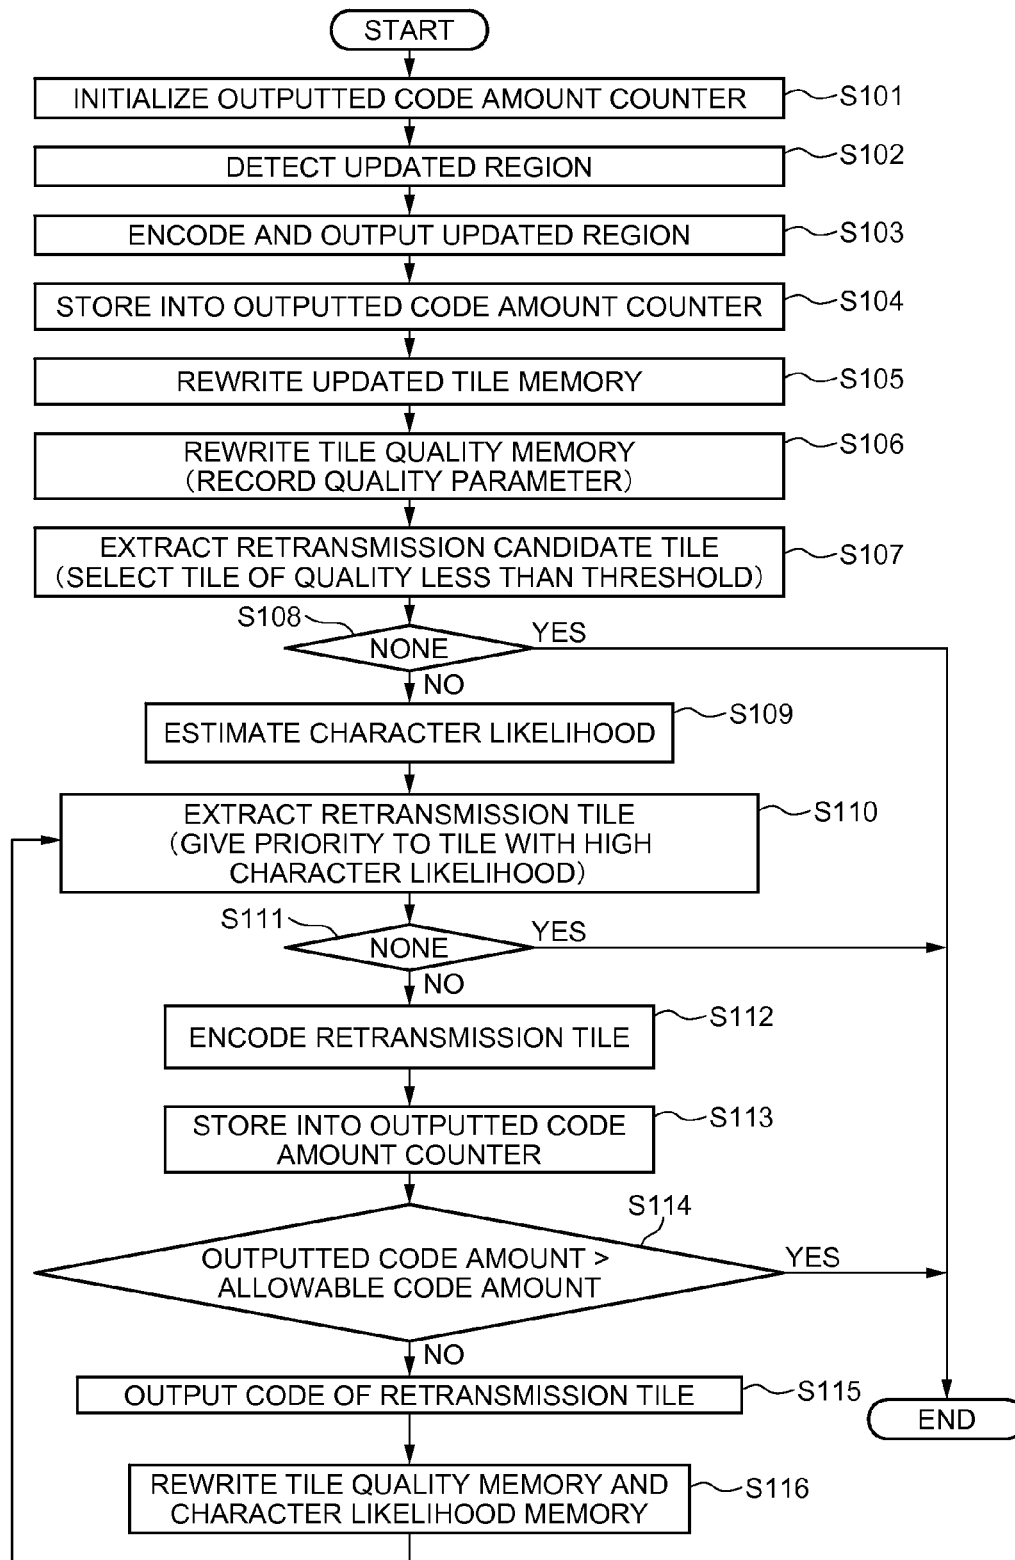 START
INITIALIZE OUTPUTTED CODE AMOUNT COUNTER
S101
DETECT UPDATED REGION
S102
ENCODE AND OUTPUT UPDATED REGION
S103
STORE INTO OUTPUTTED CODE AMOUNT COUNTER
S104
REWRITE UPDATED TILE MEMORY
S105
REWRITE TILE QUALITY MEMORY
(RECORD QUALITY PARAMETER)
S106
EXTRACT RETRANSMISSION CANDIDATE TILE
(SELECT TILE OF QUALITY LESS THAN THRESHOLD)
S107
S108
NONE
YES
NO
ESTIMATE CHARACTER LIKELIHOOD
S109
EXTRACT RETRANSMISSION TILE
(GIVE PRIORITY TO TILE WITH HIGH
CHARACTER LIKELIHOOD)
S110
S111
NONE
YES
NO
ENCODE RETRANSMISSION TILE
S112
STORE INTO OUTPUTTED CODE
AMOUNT COUNTER
S113
S114
OUTPUTTED CODE AMOUNT >
ALLOWABLE CODE AMOUNT
YES
NO
OUTPUT CODE OF RETRANSMISSION TILE
S115
END
REWRITE TILE QUALITY MEMORY AND
CHARACTER LIKELIHOOD MEMORY
S116